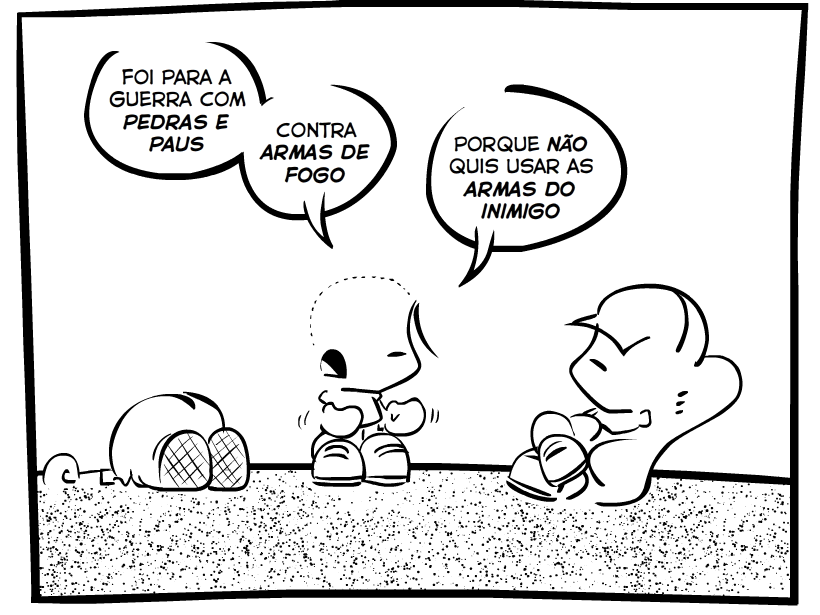 FOI PARA A
GUERRA COM
PEDRAS E
PAUS
CONTRA
ARMAS DE
FOGO
PORQUE NÃO
QUIS USAR AS
ARMAS DO
INIMIGO